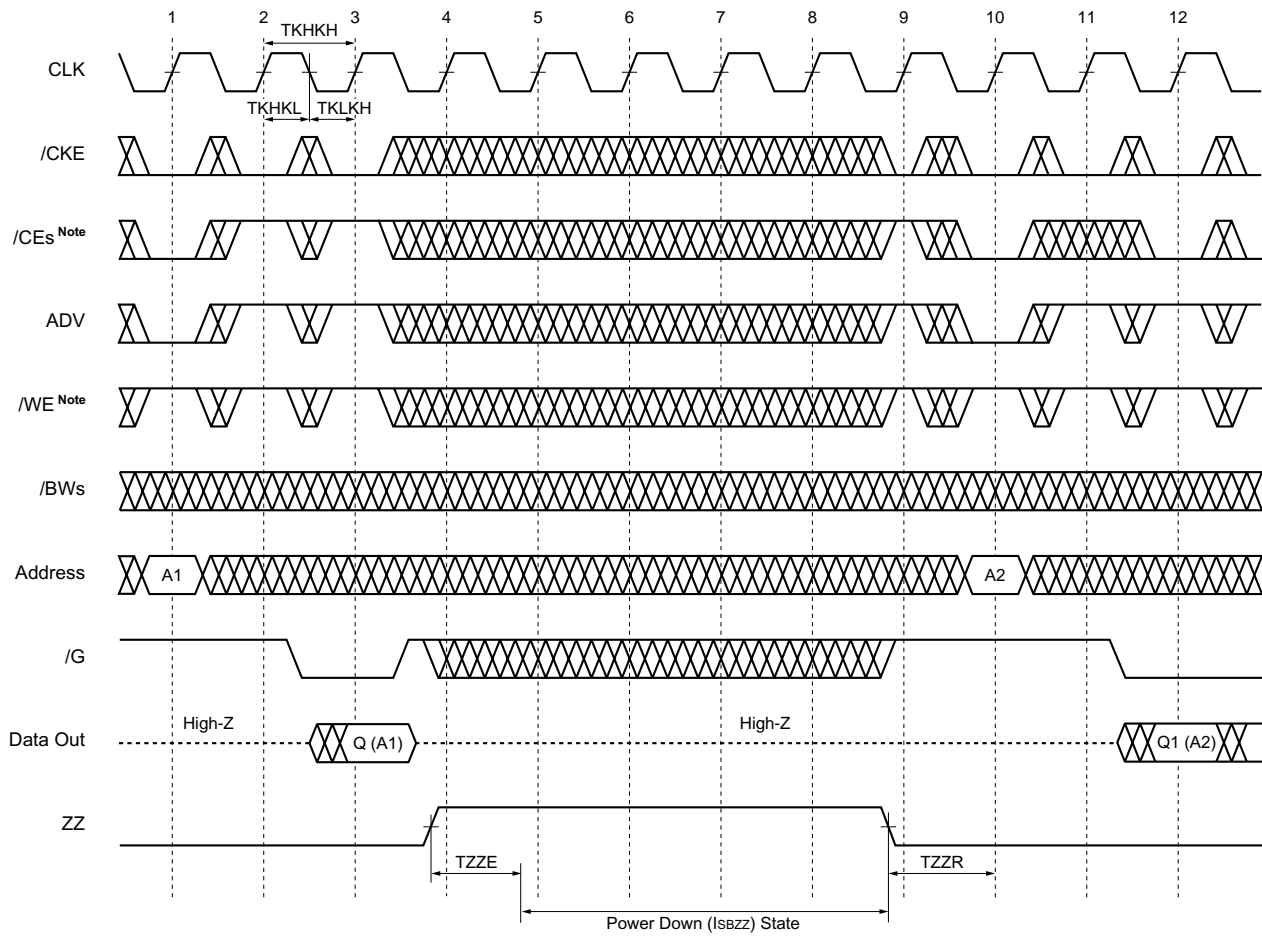 1 2 3 4 5 6 7 8 9 10 11 12
TKHKH
CLK
TKHKL TKLKH
/CKE
/CEs Note
ADV
/WE Note
/BWs
Address A1 A2
/G
High-Z High-Z
Data Out Q (A1) Q1 (A2)
ZZ
TZZE TZZR
Power Down (ISBZZ) State